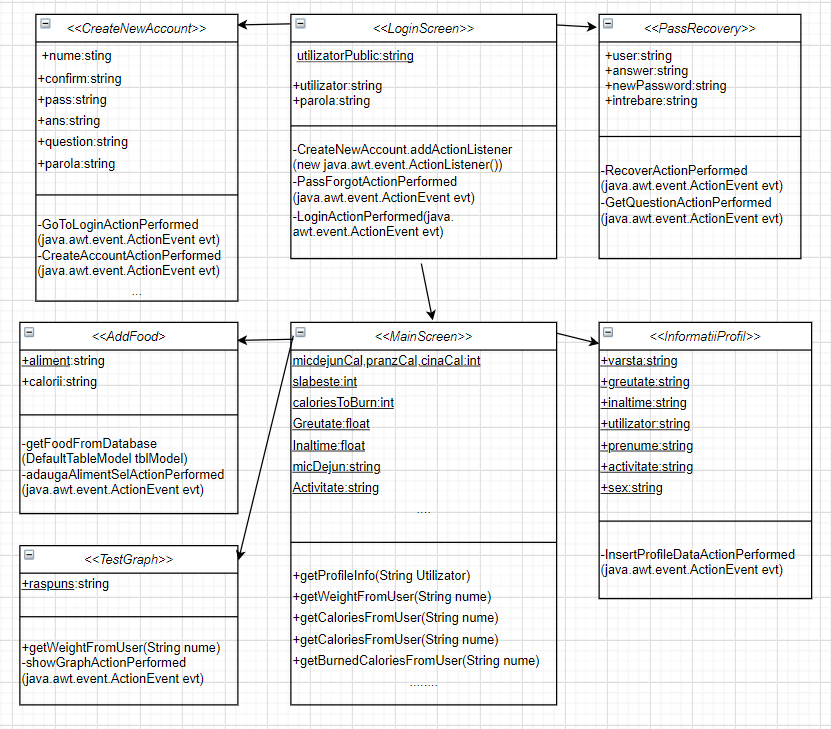 <<CreateNewAccount>>
+nume:sting
+confirm:string
+pass:string
+ans:string
+question:string
+parola:string
-GoToLoginActionPerformed
(java.awt.event.ActionEvent evt)
-CreateAccountActionPerformed
(java.awt.event.ActionEvent evt)
...
<<LoginScreen>>
utilizatorPublic:string
+utilizator:string
+parola:string
-CreateNewAccount.addActionListener
(new java.awt.event.ActionListener())
-PassForgotActionPerformed
(java.awt.event.ActionEvent evt)
-LoginActionPerformed(java.
awt.event.ActionEvent evt)
<<PassRecovery>>
+user:string
+answer:string
+newPassword:string
+intrebare:string
-RecoverActionPerformed
(java.awt.event.ActionEvent evt)
-GetQuestionActionPerformed
(java.awt.event.ActionEvent evt)
<<AddFood>
+aliment:string
+calorii:string
-getFoodFromDatabase
(DefaultTableModel tblModel)
-adaugaAlimentSelActionPerformed
(java.awt.event.ActionEvent evt)
<<MainScreen>>
micdejunCal,pranzCal,cinaCal:int
slabeste:int
caloriesToBurn:int
Greutate:float
Inaltime:float
micDejun:string
Activitate:string
....
+getProfileInfo(String Utilizator)
+getWeightFromUser(String nume)
+getCaloriesFromUser(String nume)
+getCaloriesFromUser(String nume)
+getBurnedCaloriesFromUser(String nume)
........
<<InformatiiProfil>>
+varsta:string
+greutate:string
+inaltime:string
+utilizator:string
+prenume:string
+activitate:string
+sex:string
-InsertProfileDataActionPerformed
(java.awt.event.ActionEvent evt)
<<TestGraph>>
+raspuns:string
+getWeightFromUser(String nume)
-showGraphActionPerformed
(java.awt.event.ActionEvent evt)